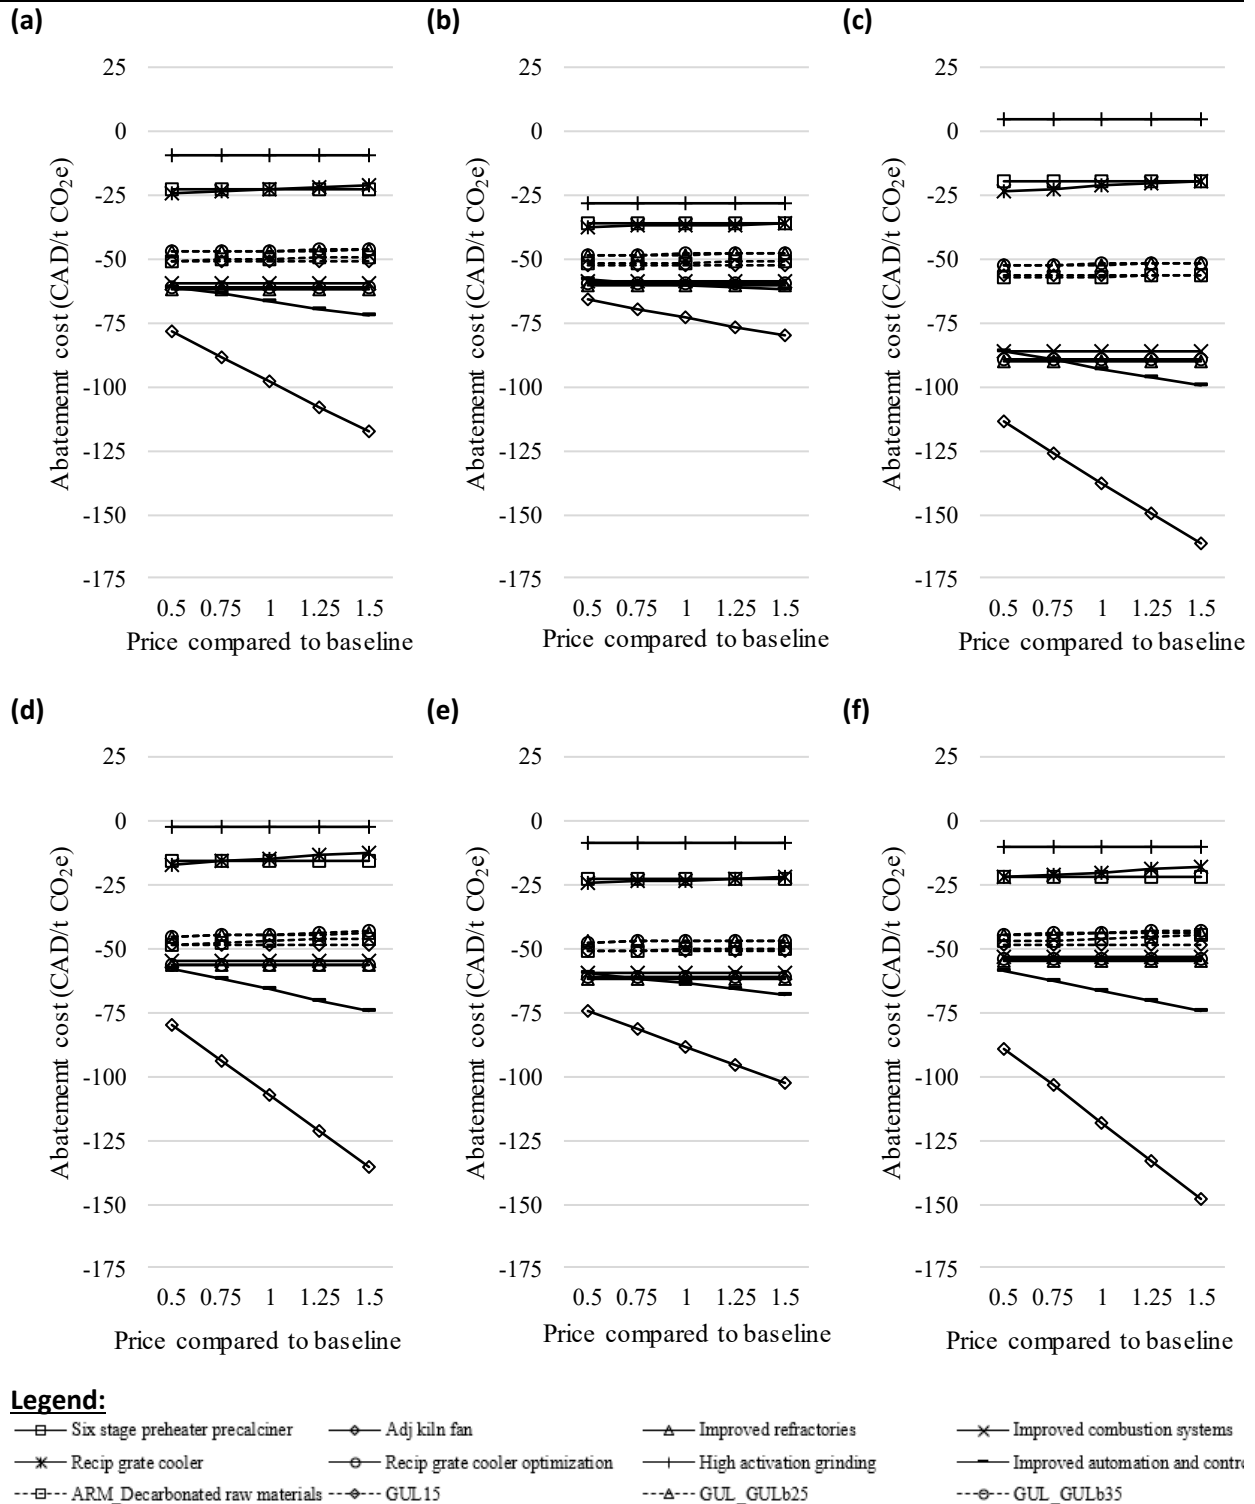 (a) (b) (c)
25 25 25
0 0 0
-25 -25 -25
-50 -50 -50
-75 -75 -75
-100 -100 -100
-125 -125 -125
-150 -150 -150
-175 -175 -175
Abatememt cost (CAD/t CO₂e) Abatememt cost (CAD/t CO₂e) Abatememt cost (CAD/t CO₂e)
0.5 0.75 1 1.25 1.5 0.5 0.75 1 1.25 1.5 0.5 0.75 1 1.25 1.5
Price compared to baseline Price compared to baseline Price compared to baseline
(d) (e) (f)
25 25 25
0 0 0
-25 -25 -25
-50 -50 -50
-75 -75 -75
-100 -100 -100
-125 -125 -125
-150 -150 -150
-175 -175 -175
Abatememt cost (CAD/t CO₂e) Abatememt cost (CAD/t CO₂e) Abatememt cost (CAD/t CO₂e)
0.5 0.75 1 1.25 1.5 0.5 0.75 1 1.25 1.5 0.5 0.75 1 1.25 1.5
Price compared to baseline Price compared to baseline Price compared to baseline
Legend:
Six stage preheater precalciner Adj kiln fan Improved refractories Improved combustion systems
Recip grate cooler Recip grate cooler optimization High activation grinding Improved automation and contro
ARM_Decarbonated raw materials GUL15 GUL_GULb25 GUL_GULb35